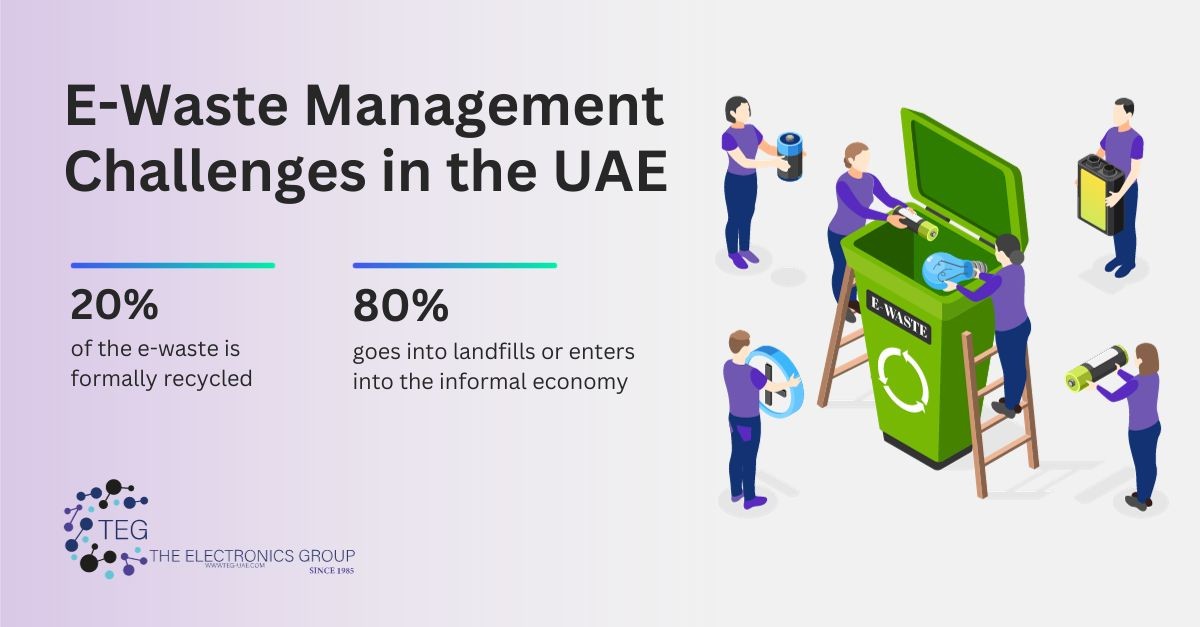 E-Waste Management
Challenges in the UAE
20%
of the e-waste is
formally recycled
80%
goes into landfills or enters
into the informal economy
E-WASTE
TEG
THE ELECTRONICS GROUP
WWW.TEG-UAE.COM
SINCE 1985